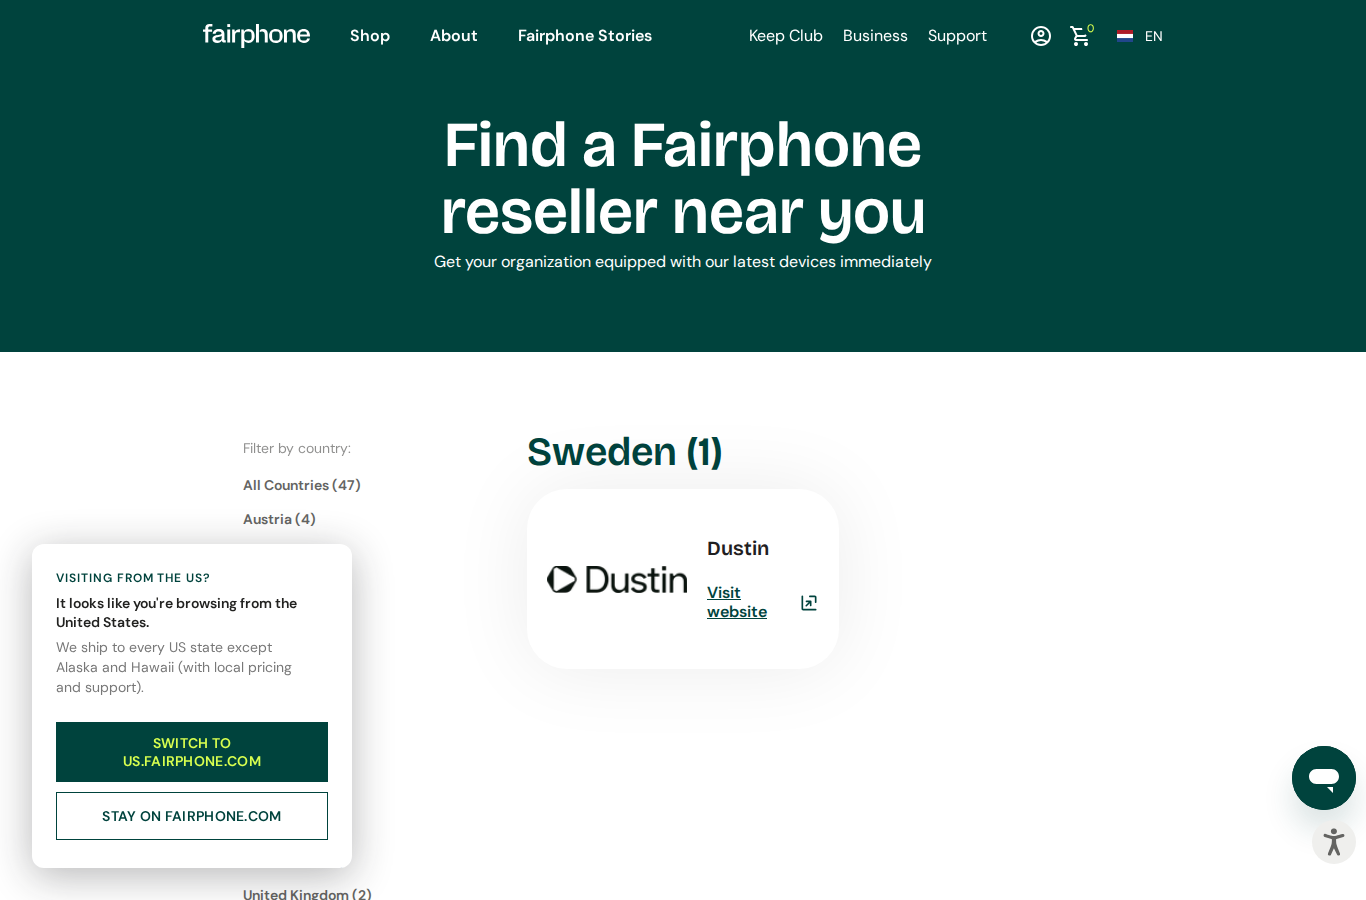 fairphone
Shop
About
Fairphone Stories
Keep Club
Business
Support
0
EN
Find a Fairphone
reseller near you
Get your organization equipped with our latest devices immediately
Filter by country:
All Countries (47)
Austria (4)
United Kingdom (2)
Sweden (1)
Dustin
Dustin
Visit
website
VISITING FROM THE US?
It looks like you're browsing from the
United States.
We ship to every US state except
Alaska and Hawaii (with local pricing
and support).
SWITCH TO
US.FAIRPHONE.COM
STAY ON FAIRPHONE.COM